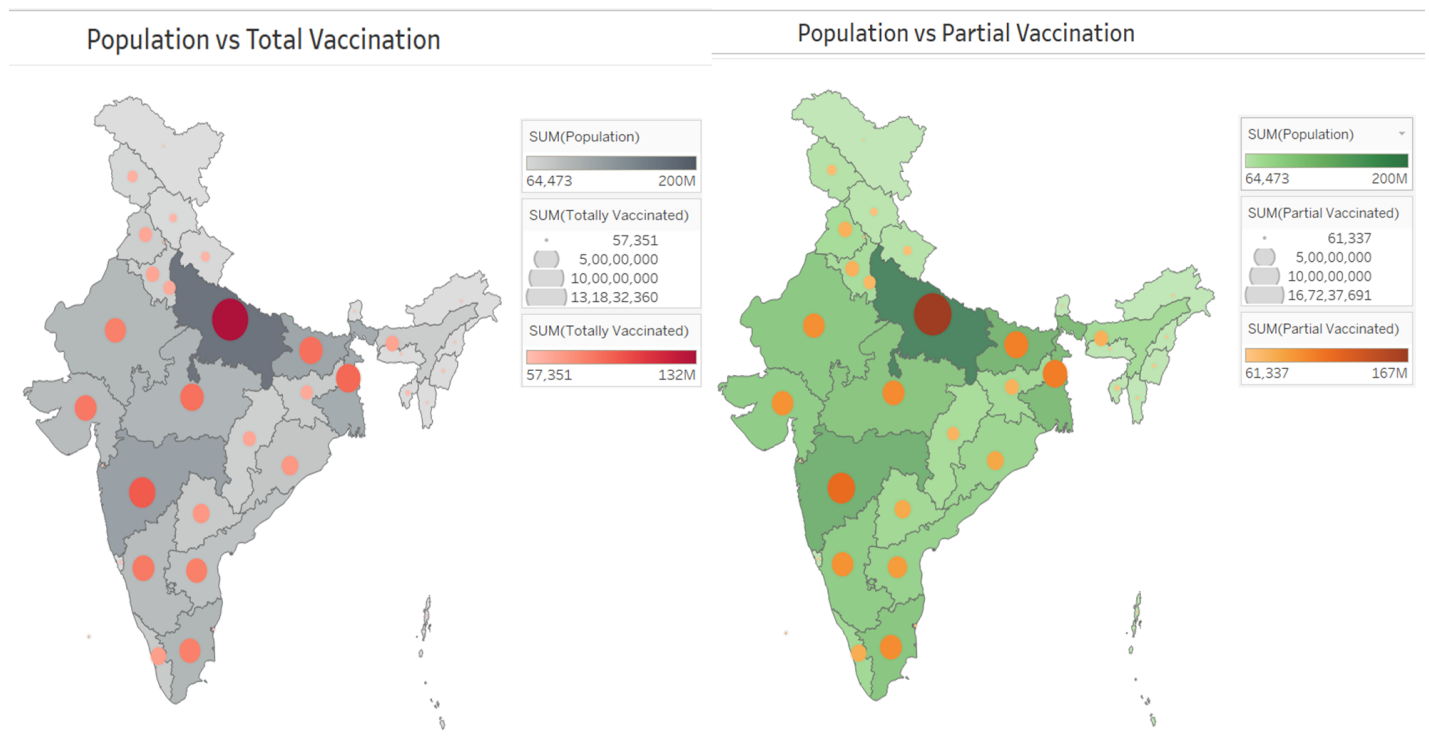 Population vs Total Vaccination
SUM(Population)
64,473 200M
SUM(Totally Vaccinated)
57,351
5,00,00,000
10,00,00,000
13,18,32,360
SUM(Totally Vaccinated)
57,351 132M
Population vs Partial Vaccination
SUM(Population)
64,473 200M
SUM(Partial Vaccinated)
61,337
5,00,00,000
10,00,00,000
16,72,37,691
SUM(Partial Vaccinated)
61,337 167M